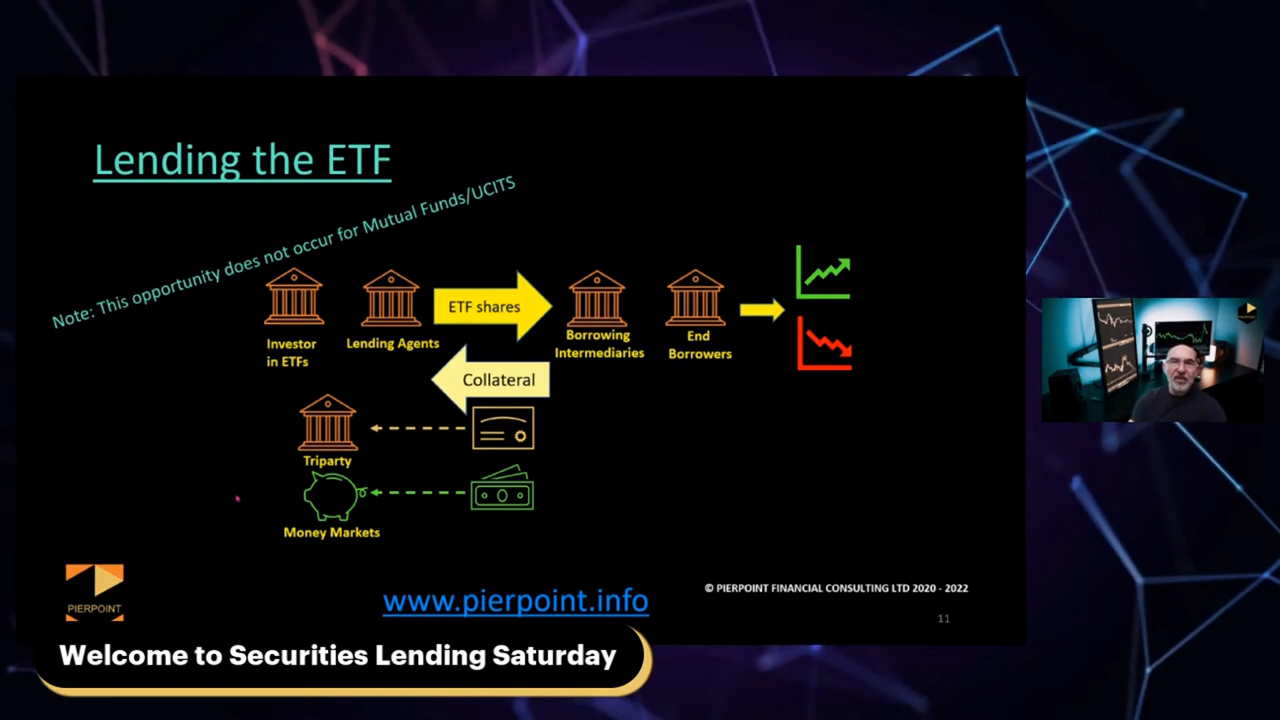 Lending the ETF
Note: This opportunity does not occur for Mutual Funds/UCITS
ETF shares
Investor
in ETFs
Lending Agents
Borrowing
Intermediaries
End
Borrowers
Collateral
Triparty
Money Markets
PIERPOINT
www.pierpoint.info
© PIERPOINT FINANCIAL CONSULTING LTD 2020 - 2022
11
Welcome to Securities Lending Saturday